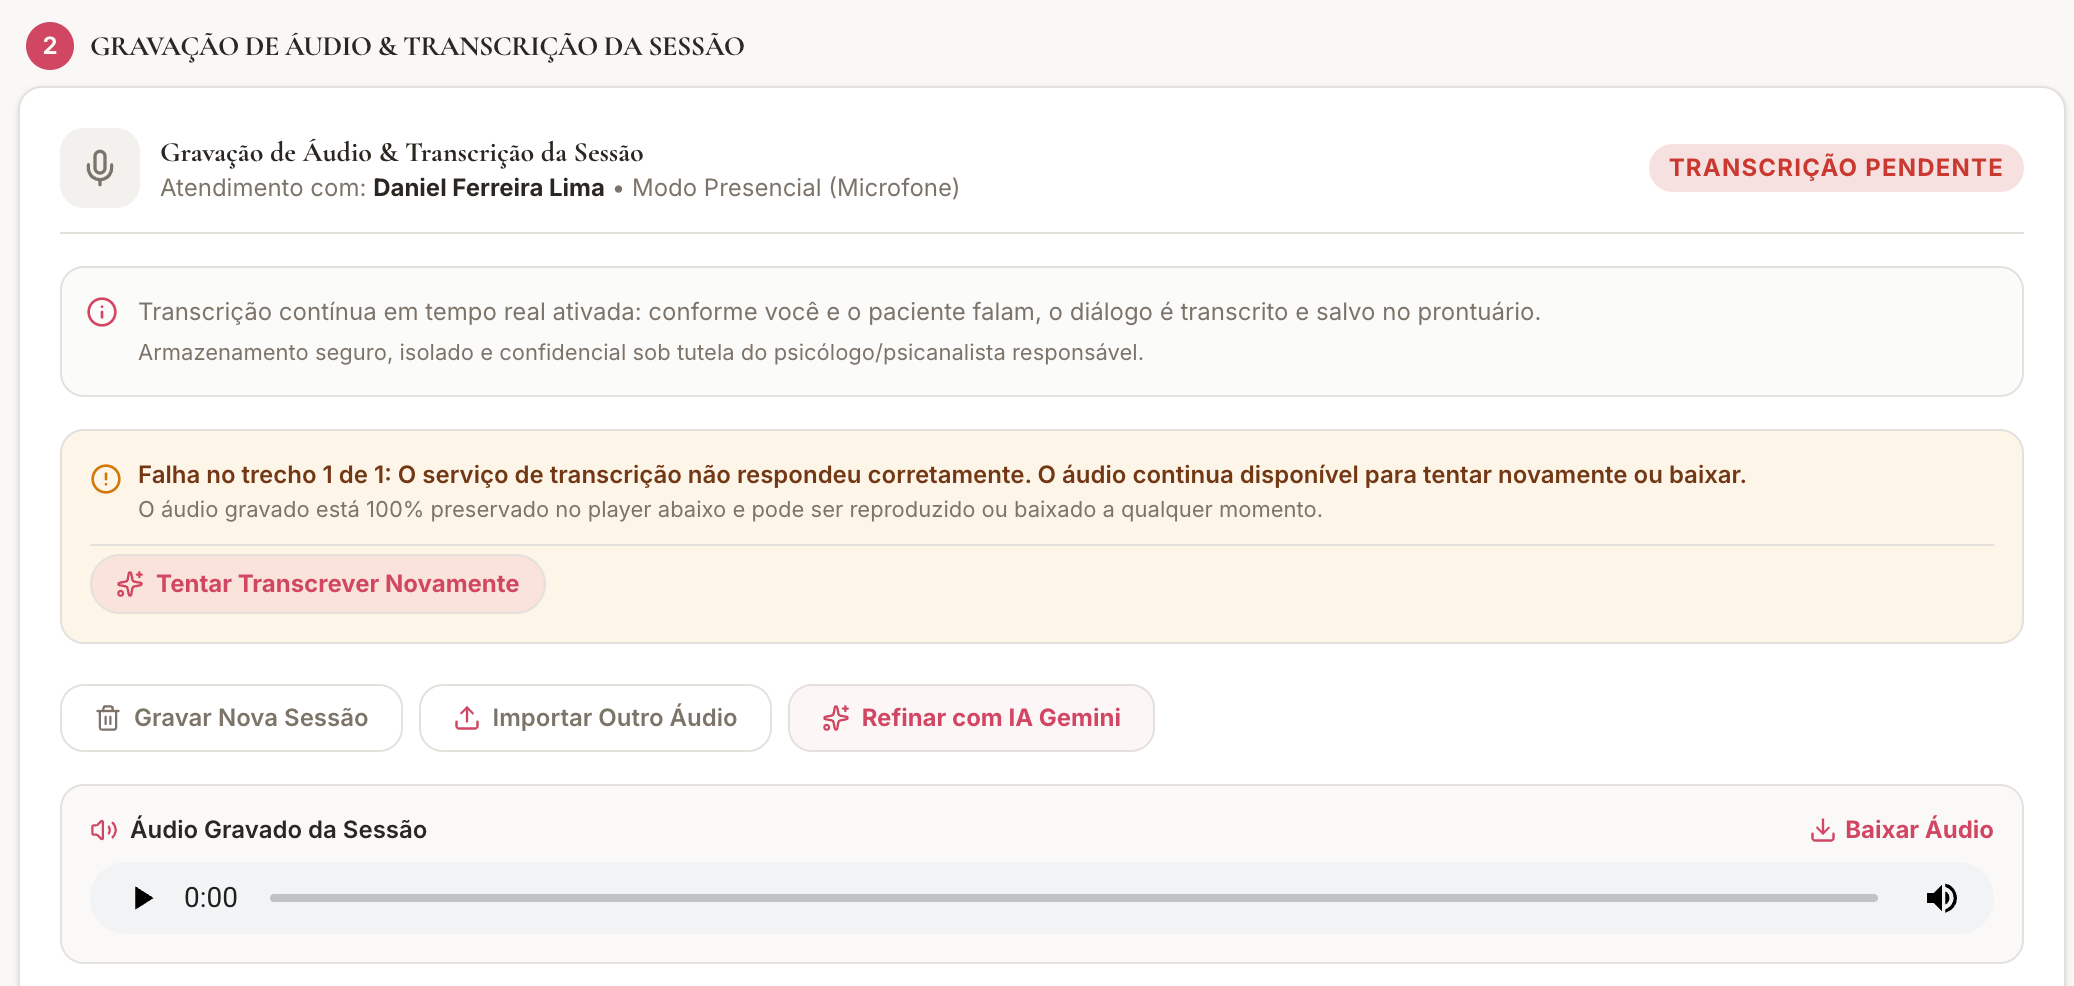 2 GRAVAÇÃO DE ÁUDIO & TRANSCRIÇÃO DA SESSÃO
Gravação de Áudio & Transcrição da Sessão
Atendimento com: Daniel Ferreira Lima • Modo Presencial (Microfone)
TRANSCRIÇÃO PENDENTE
Transcrição contínua em tempo real ativada: conforme você e o paciente falam, o diálogo é transcrito e salvo no prontuário.
Armazenamento seguro, isolado e confidencial sob tutela do psicólogo/psicanalista responsável.
Falha no trecho 1 de 1: O serviço de transcrição não respondeu corretamente. O áudio continua disponível para tentar novamente ou baixar.
O áudio gravado está 100% preservado no player abaixo e pode ser reproduzido ou baixado a qualquer momento.
Tentar Transcrever Novamente
Gravar Nova Sessão
Importar Outro Áudio
Refinar com IA Gemini
Áudio Gravado da Sessão
Baixar Áudio
0:00